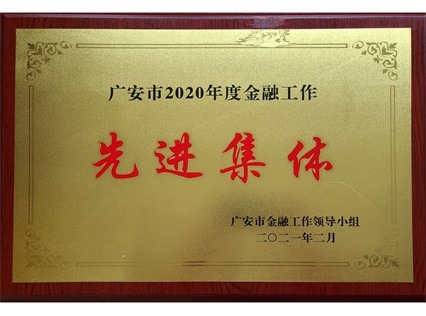 广安市2020年度金融工作
先进集体
广安市金融工作领导小组
二〇二一年二月